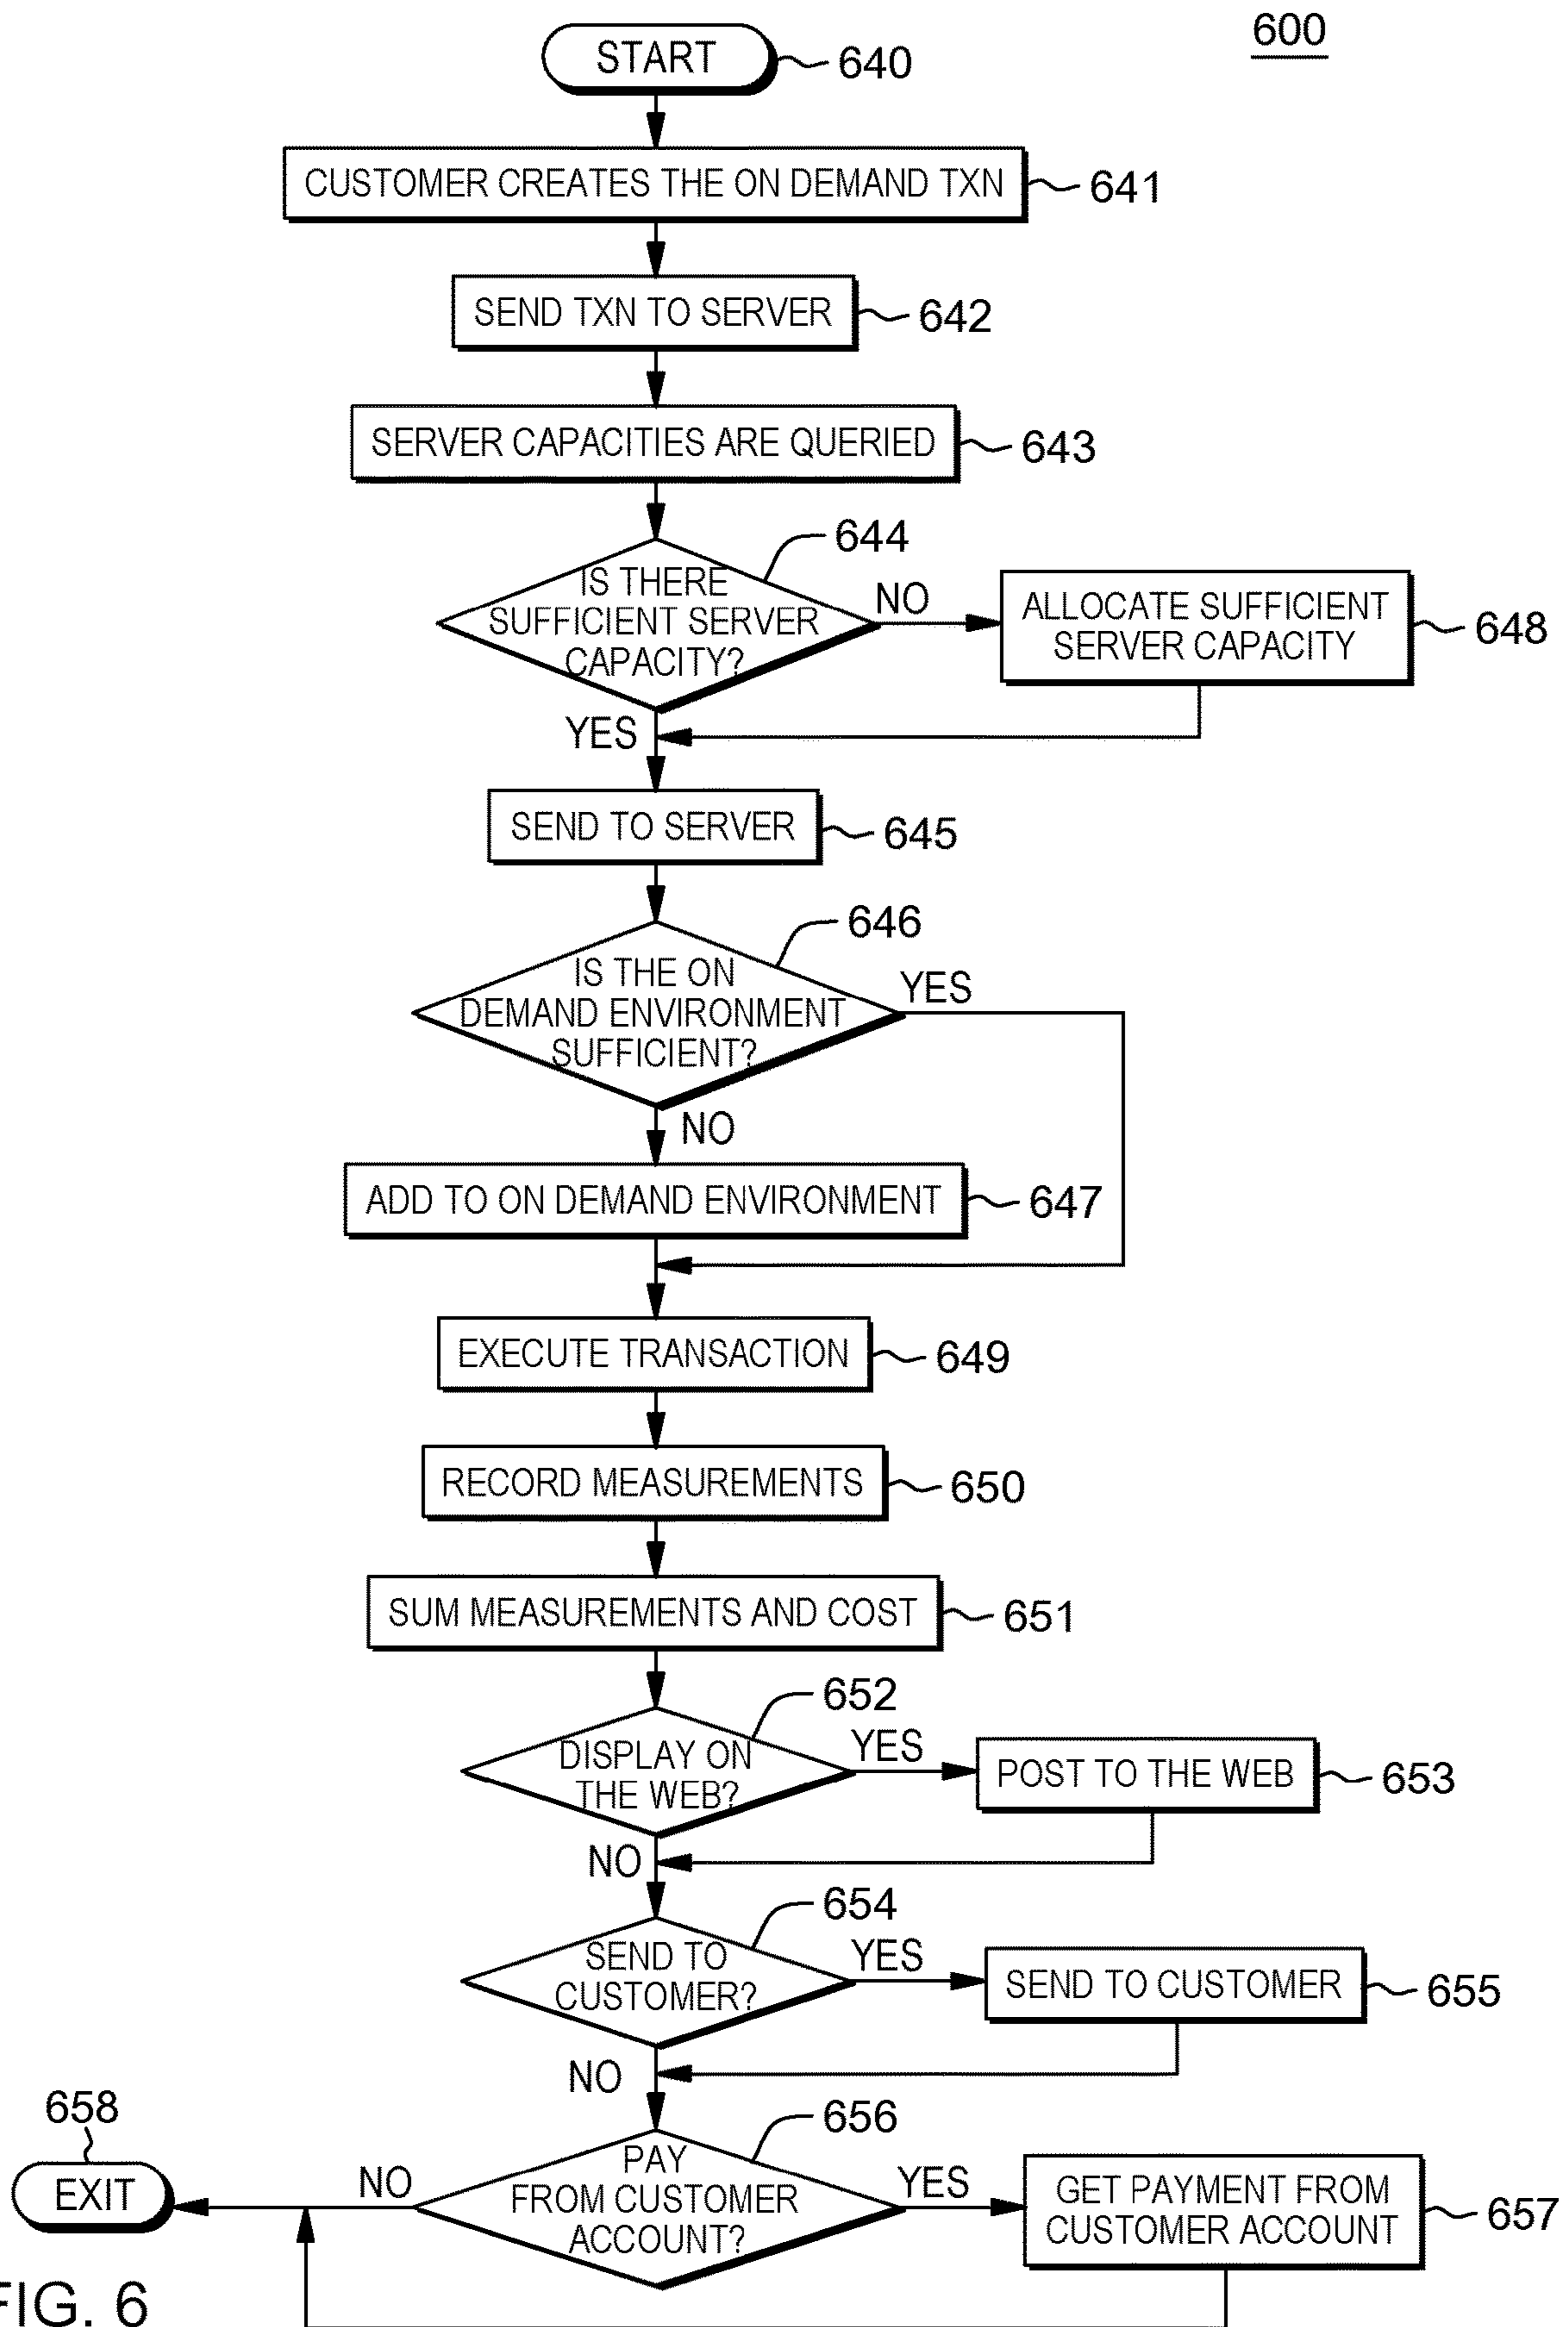 600
START
640
CUSTOMER CREATES THE ON DEMAND TXN
641
SEND TXN TO SERVER
642
SERVER CAPACITIES ARE QUERIED
643
644
IS THERE
SUFFICIENT SERVER
CAPACITY?
NO
ALLOCATE SUFFICIENT
SERVER CAPACITY
648
YES
SEND TO SERVER
645
646
IS THE ON
DEMAND ENVIRONMENT
SUFFICIENT?
YES
NO
ADD TO ON DEMAND ENVIRONMENT
647
EXECUTE TRANSACTION
649
RECORD MEASUREMENTS
650
SUM MEASUREMENTS AND COST
651
652
DISPLAY ON
THE WEB?
YES
POST TO THE WEB
653
NO
654
SEND TO
CUSTOMER?
YES
SEND TO CUSTOMER
655
NO
656
658
EXIT
NO
PAY
FROM CUSTOMER
ACCOUNT?
YES
GET PAYMENT FROM
CUSTOMER ACCOUNT
657
FIG. 6